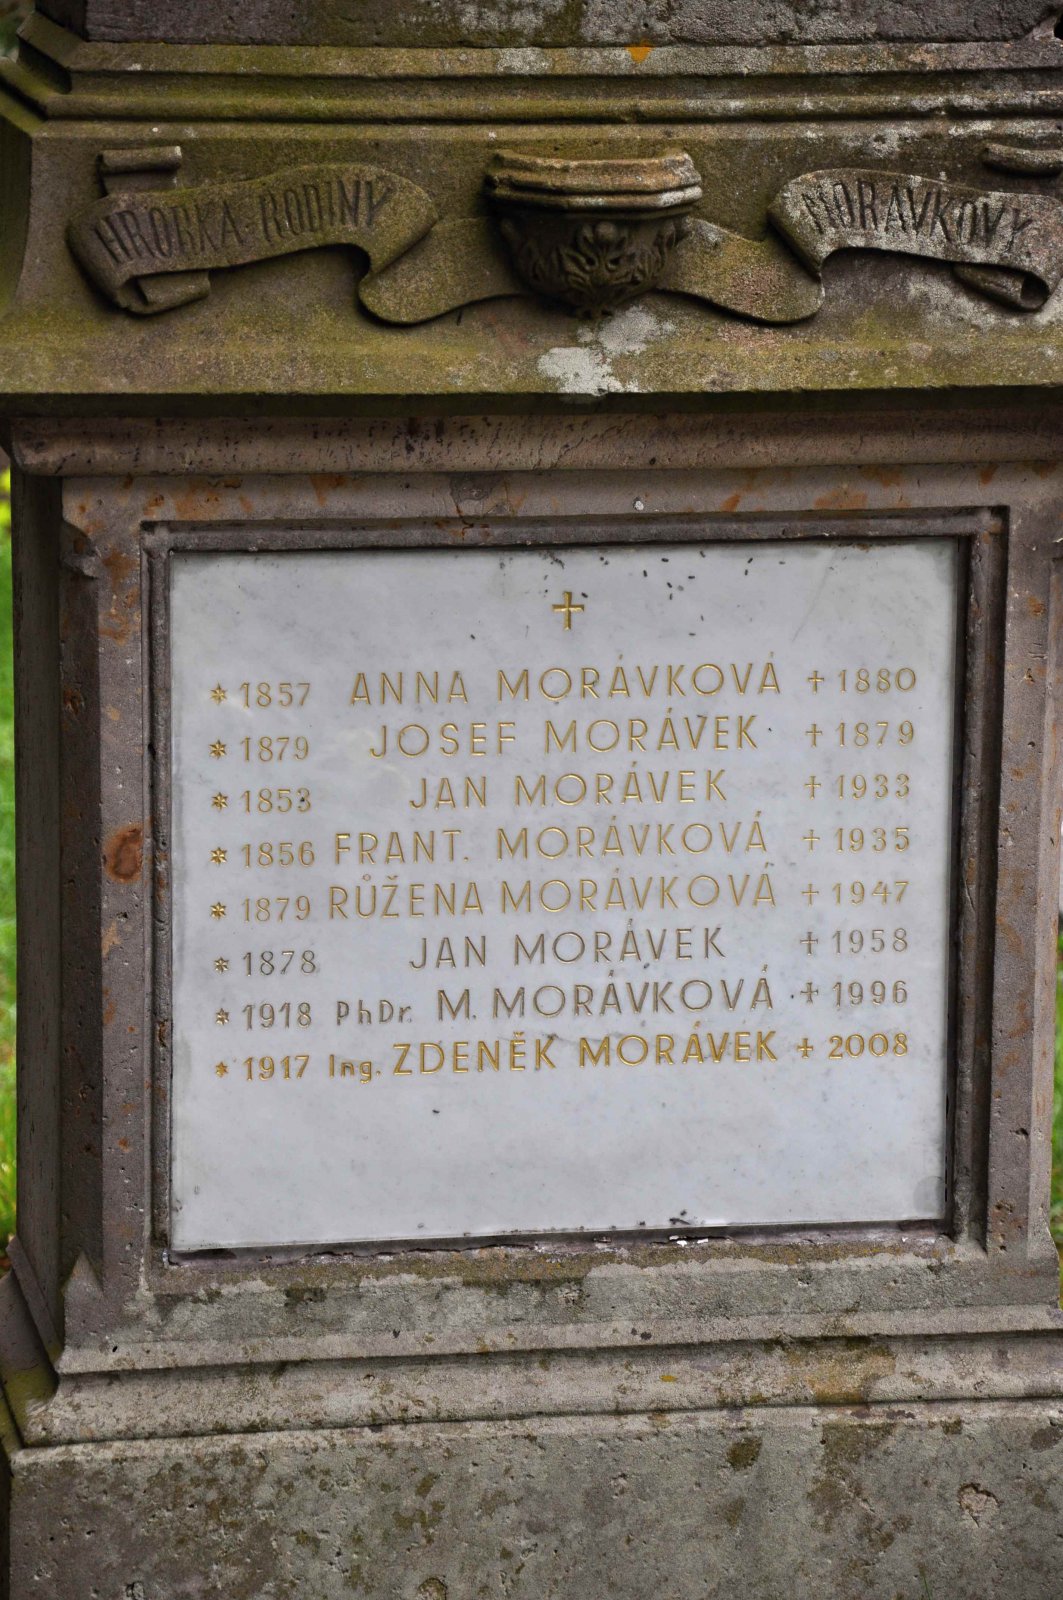 HROBKA RODINY MORÁVKOVY
* 1857 ANNA MORÁVKOVÁ † 1880
* 1879 JOSEF MORÁVEK † 1879
* 1853 JAN MORÁVEK † 1933
* 1856 FRANT. MORÁVKOVÁ † 1935
* 1879 RŮŽENA MORÁVKOVÁ † 1947
* 1878 JAN MORÁVEK † 1958
* 1918 PhDr. M. MORÁVKOVÁ † 1996
* 1917 Ing. ZDENĚK MORÁVEK † 2008